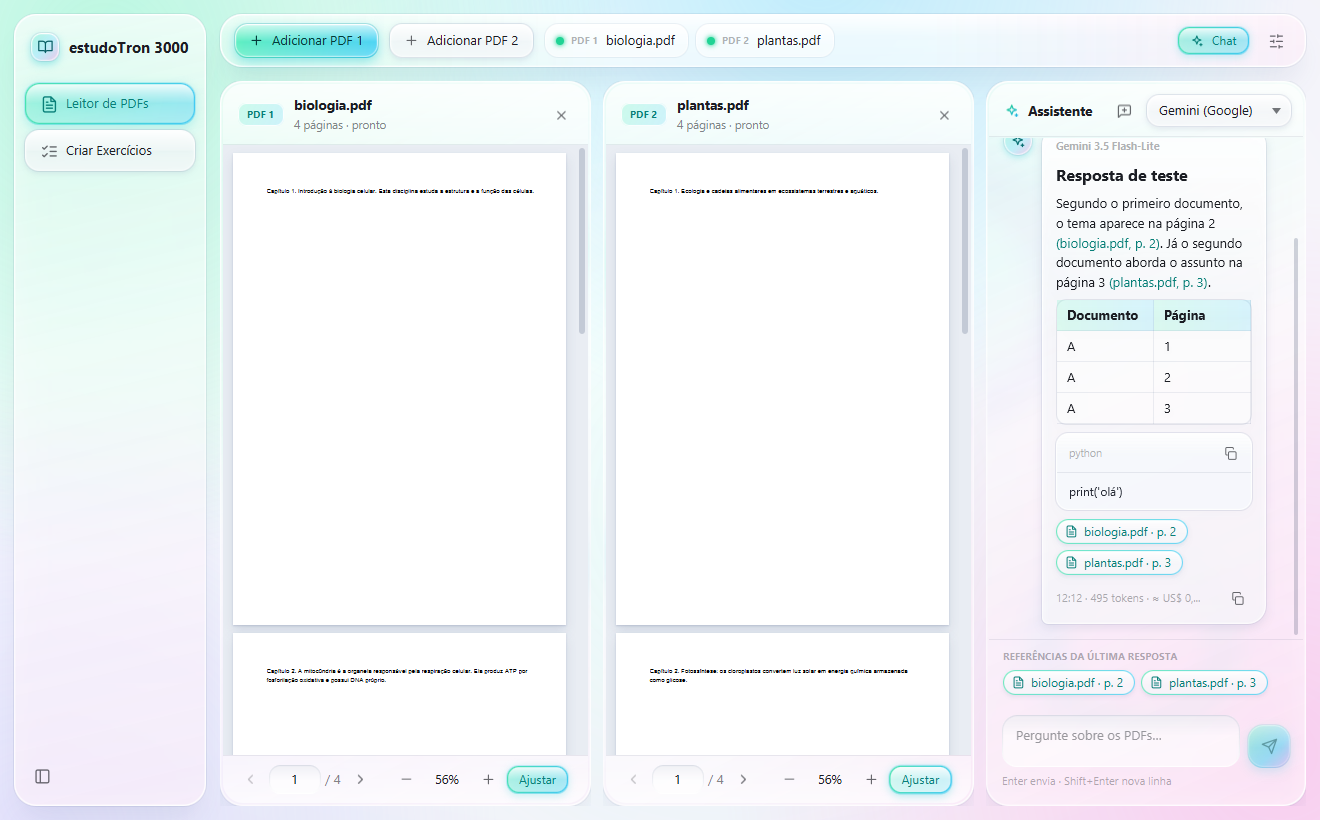 estudoTron 3000
Leitor de PDFs
Criar Exercícios
Adicionar PDF 1
Adicionar PDF 2
PDF 1 biologia.pdf
PDF 2 plantas.pdf
Chat
PDF 1
biologia.pdf
4 páginas · pronto
Capítulo 1. Introdução à biologia celular. Esta disciplina estuda a estrutura e a função das células.
Capítulo 2. A mitocôndria é a organela responsável pela respiração celular. Ela produz ATP por
fosforilação oxidativa e possui DNA próprio.
1 / 4
56%
Ajustar
PDF 2
plantas.pdf
4 páginas · pronto
Capítulo 1. Ecologia e cadeias alimentares em ecossistemas terrestres e aquáticos.
Capítulo 2. Fotossíntese: os cloroplastos convertem luz solar em energia química armazenada
como glicose.
1 / 4
56%
Ajustar
Assistente
Gemini (Google)
Gemini 3.5 Flash-Lite
Resposta de teste
Segundo o primeiro documento,
o tema aparece na página 2
(biologia.pdf, p. 2). Já o segundo
documento aborda o assunto na
página 3 (plantas.pdf, p. 3).
Documento Página
A 1
A 2
A 3
python
print('olá')
biologia.pdf · p. 2
plantas.pdf · p. 3
12:12 · 495 tokens · ≈ US$ 0,...
REFERÊNCIAS DA ÚLTIMA RESPOSTA
biologia.pdf · p. 2 plantas.pdf · p. 3
Pergunte sobre os PDFs...
Enter envia · Shift+Enter nova linha